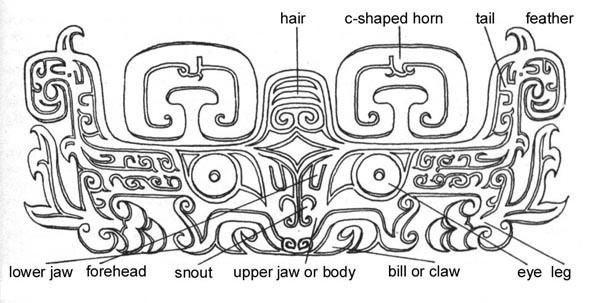 hair c-shaped horn tail feather
lower jaw forehead snout upper jaw or body bill or claw eye leg